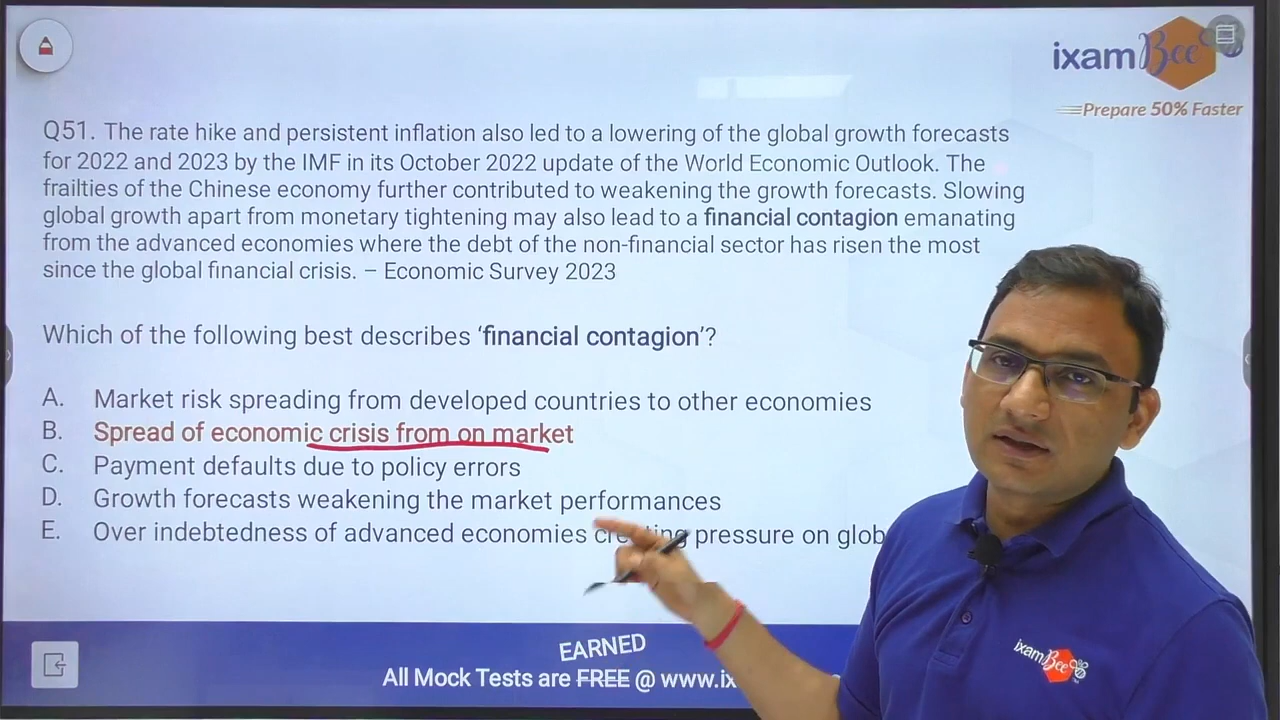 ixamBee
Prepare 50% Faster
Q51. The rate hike and persistent inflation also led to a lowering of the global growth forecasts
for 2022 and 2023 by the IMF in its October 2022 update of the World Economic Outlook. The
frailties of the Chinese economy further contributed to weakening the growth forecasts. Slowing
global growth apart from monetary tightening may also lead to a financial contagion emanating
from the advanced economies where the debt of the non-financial sector has risen the most
since the global financial crisis. – Economic Survey 2023
Which of the following best describes ‘financial contagion’?
A. Market risk spreading from developed countries to other economies
B. Spread of economic crisis from on market
C. Payment defaults due to policy errors
D. Growth forecasts weakening the market performances
E. Over indebtedness of advanced economies pressure on glob
EARNED
All Mock Tests are FREE @ www.ix
ixamBee